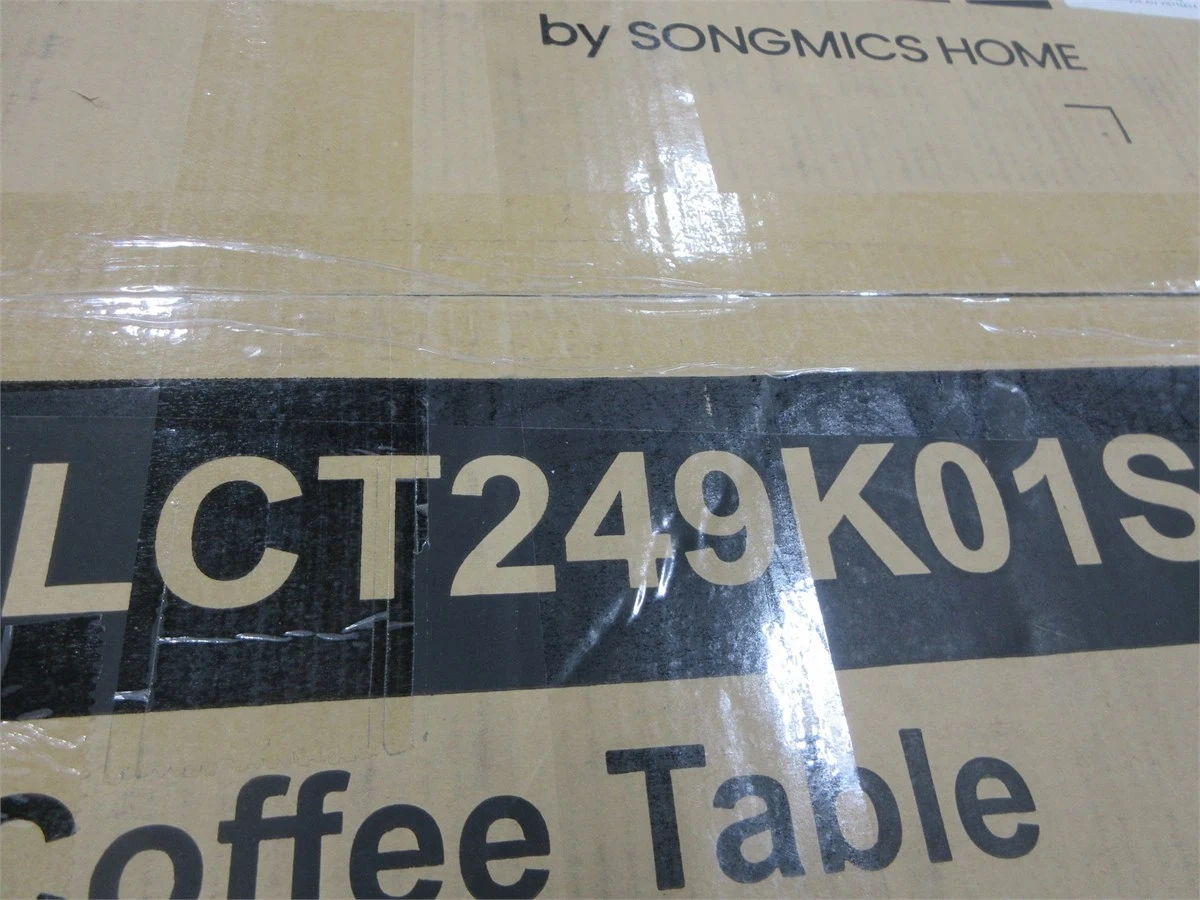 by SONGMICS HOME
LCT249K01S
Coffee Table